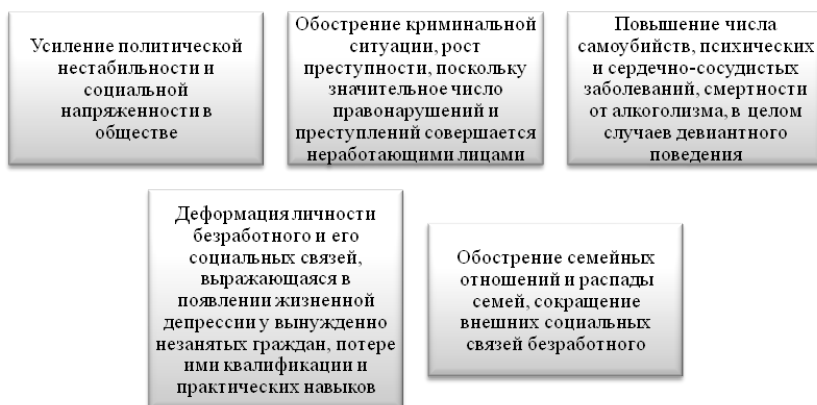 Усиление политической
нестабильности и
социальной
напряженности в
обществе
Обострение криминальной
ситуации, рост
преступности, поскольку
значительное число
правонарушений и
преступлений совершается
неработающими лицами
Повышение числа
самоубийств, психических
и сердечно-сосудистых
заболеваний, смертности
от алкоголизма, в целом
случаев девиантного
поведения
Деформация личности
безработного и его
социальных связей,
выражающаяся в
появлении жизненной
депрессии у вынужденно
незанятых граждан, потере
ими квалификации и
практических навыков
Обострение семейных
отношений и распады
семей, сокращение
внешних социальных
связей безработного